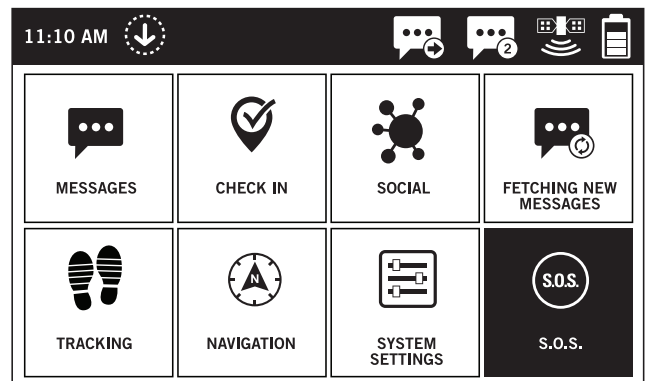 11:10 AM
2
MESSAGES
CHECK IN
SOCIAL
FETCHING NEW
MESSAGES
TRACKING
N
NAVIGATION
SYSTEM
SETTINGS
S.O.S.
S.O.S.